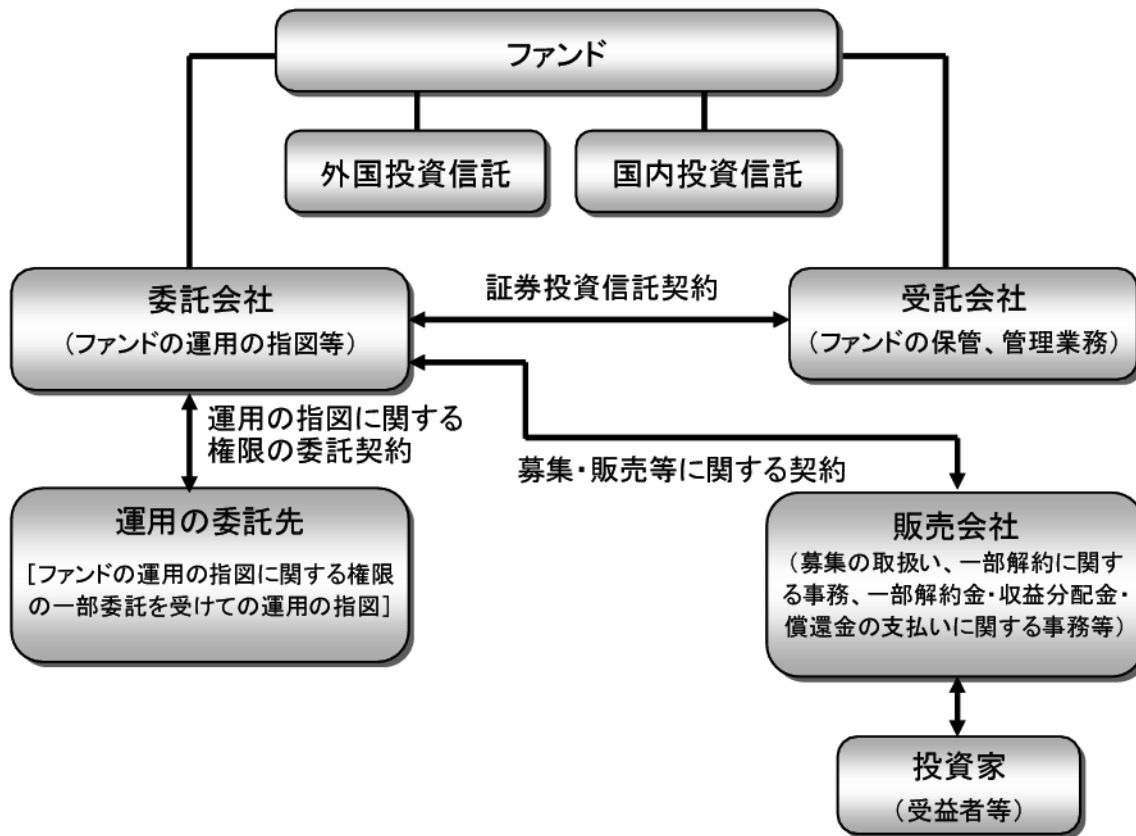 ファンド
外国投資信託
国内投資信託
委託会社
（ファンドの運用の指図等）
証券投資信託契約
受託会社
（ファンドの保管、管理業務）
運用の指図に関する
権限の委託契約
募集・販売等に関する契約
運用の委託先
［ファンドの運用の指図に関する権限
の一部委託を受けての運用の指図］
販売会社
（募集の取扱い、一部解約に関す
る事務、一部解約金・収益分配金・
償還金の支払いに関する事務等）
投資家
（受益者等）